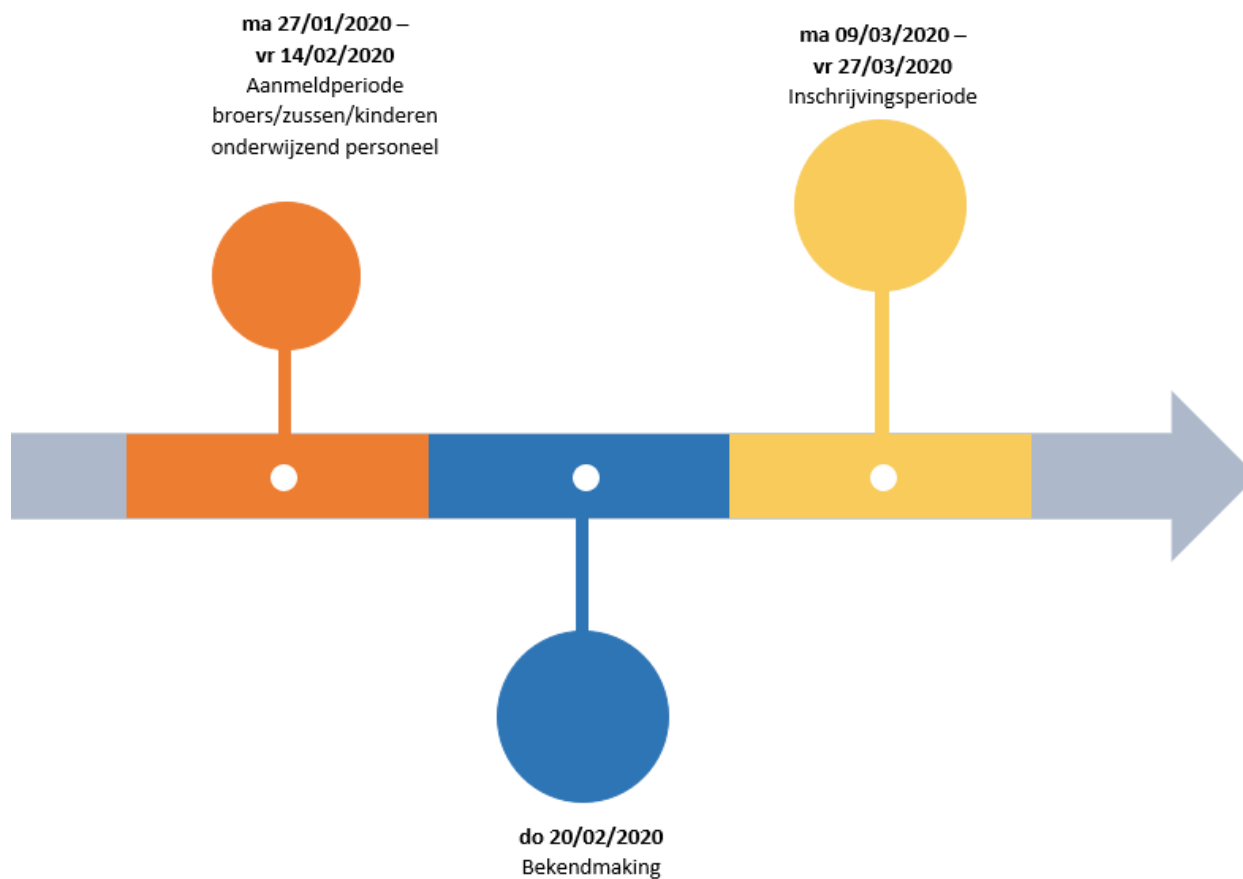 ma 27/01/2020 –
vr 14/02/2020
Aanmeldperiode
broers/zussen/kinderen
onderwijzend personeel
ma 09/03/2020 –
vr 27/03/2020
Inschrijvingsperiode
do 20/02/2020
Bekendmaking